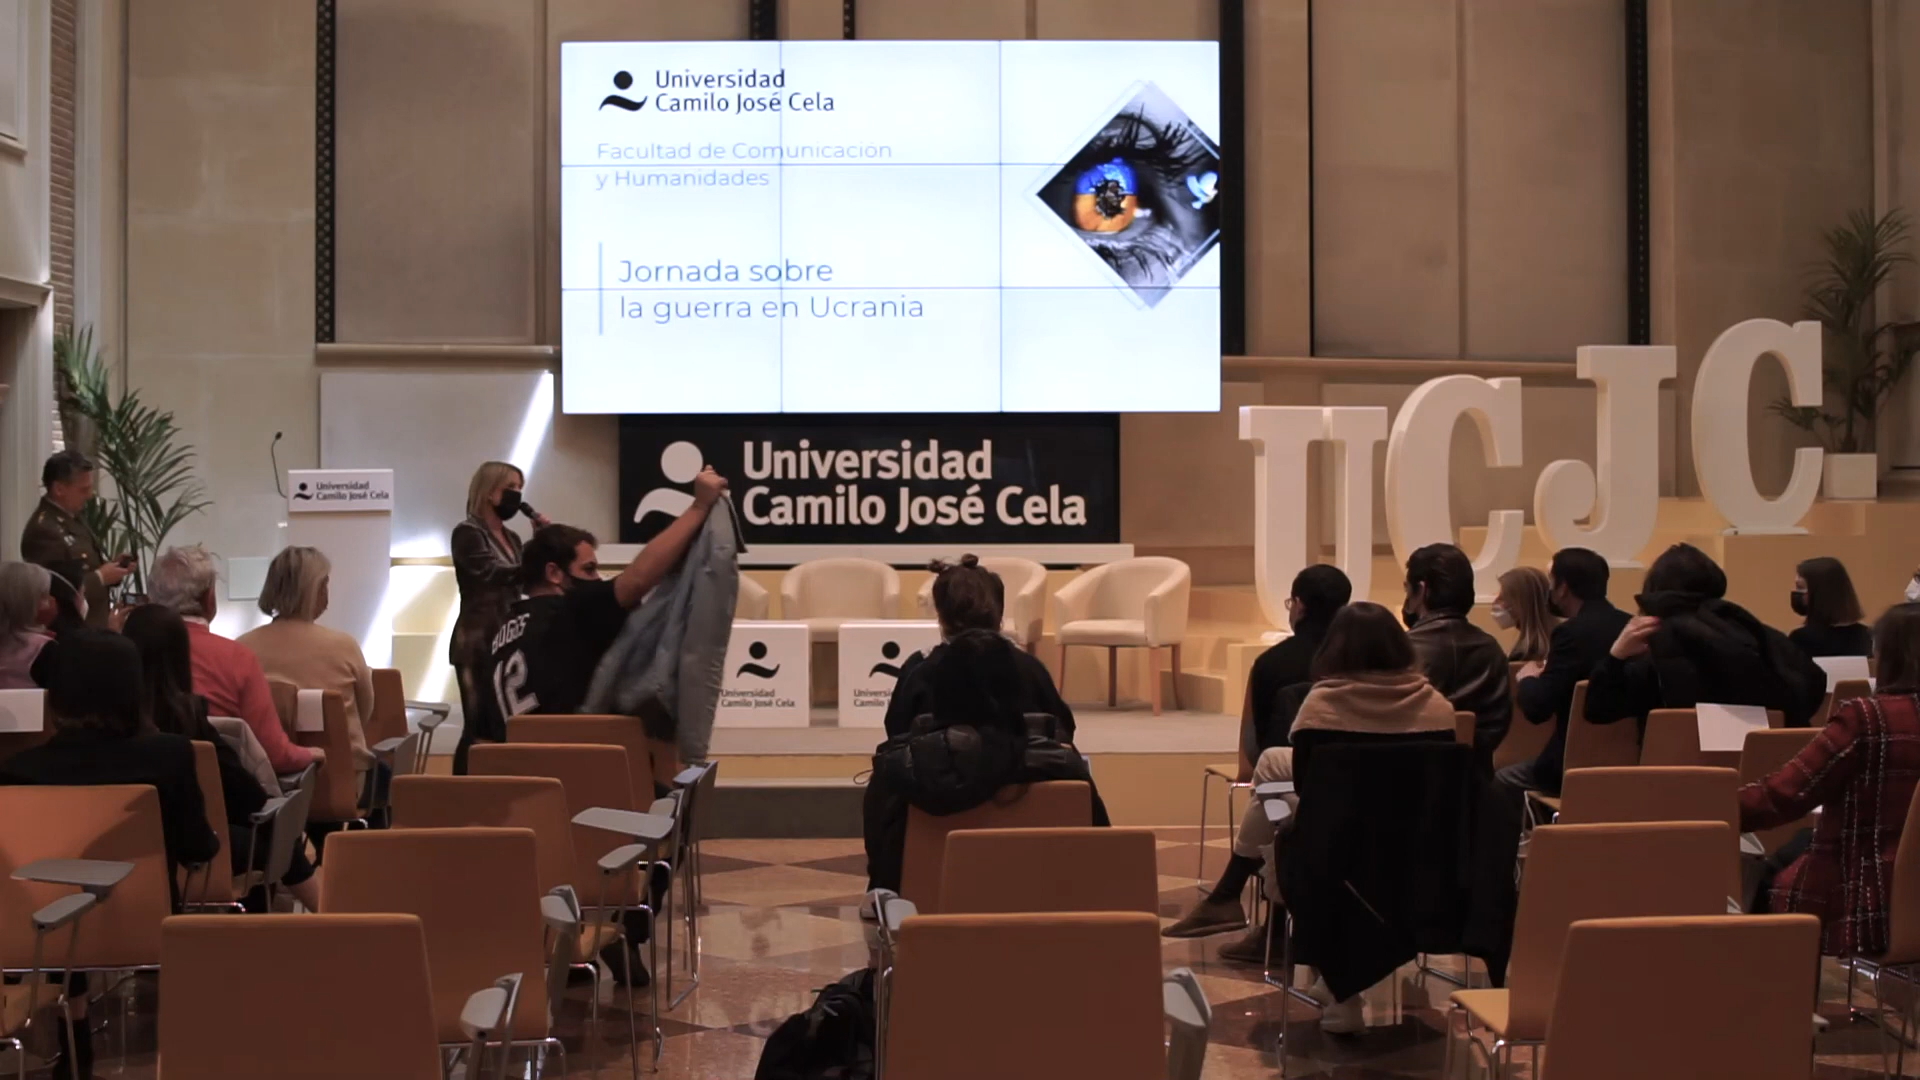 Universidad
Camilo José Cela
Facultad de Comunicación
y Humanidades
Jornada sobre
la guerra en Ucrania
Universidad
Camilo José Cela
UCJC
Universidad
Camilo José Cela
12
Universidad
Camilo José Cela